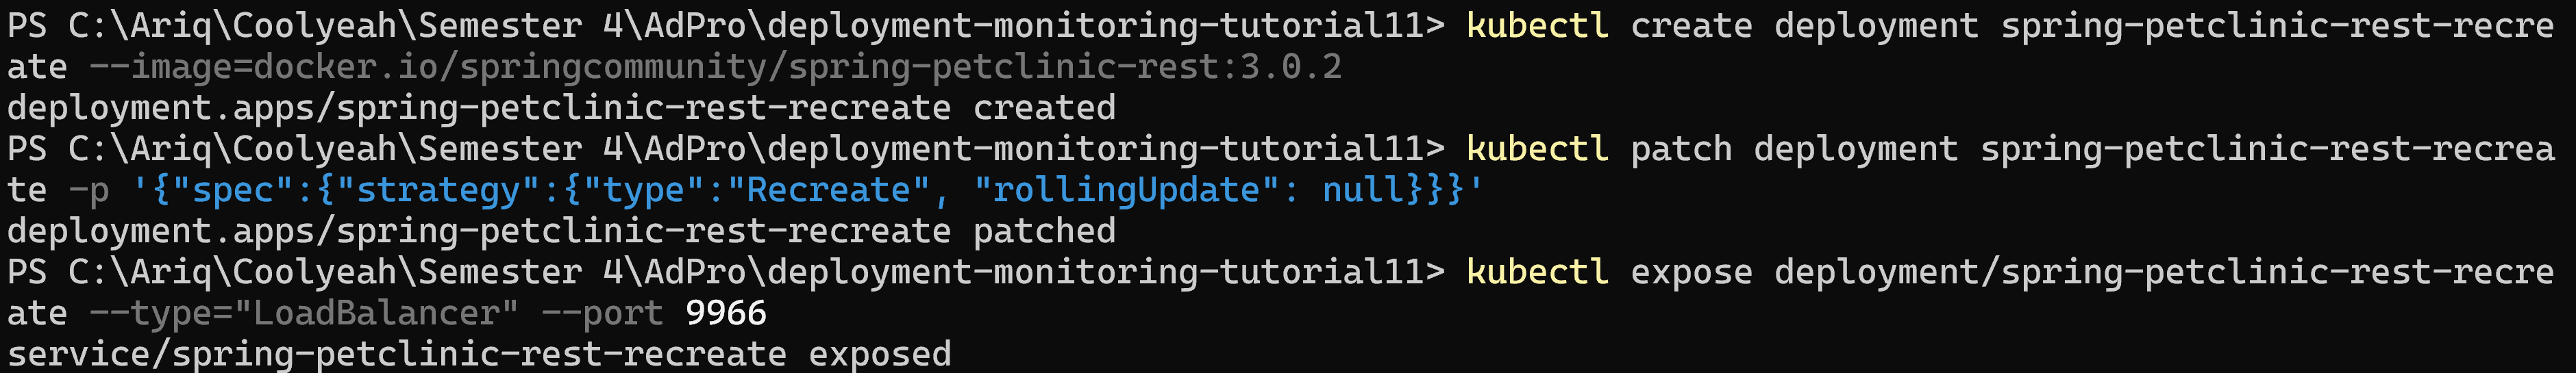 PS C:\Ariq\Coolyeah\Semester 4\AdPro\deployment-monitoring-tutorial11> kubectl create deployment spring-petclinic-rest-recre
ate --image=docker.io/springcommunity/spring-petclinic-rest:3.0.2
deployment.apps/spring-petclinic-rest-recreate created
PS C:\Ariq\Coolyeah\Semester 4\AdPro\deployment-monitoring-tutorial11> kubectl patch deployment spring-petclinic-rest-recrea
te -p '{"spec":{"strategy":{"type":"Recreate", "rollingUpdate": null}}}'
deployment.apps/spring-petclinic-rest-recreate patched
PS C:\Ariq\Coolyeah\Semester 4\AdPro\deployment-monitoring-tutorial11> kubectl expose deployment/spring-petclinic-rest-recre
ate --type="LoadBalancer" --port 9966
service/spring-petclinic-rest-recreate exposed